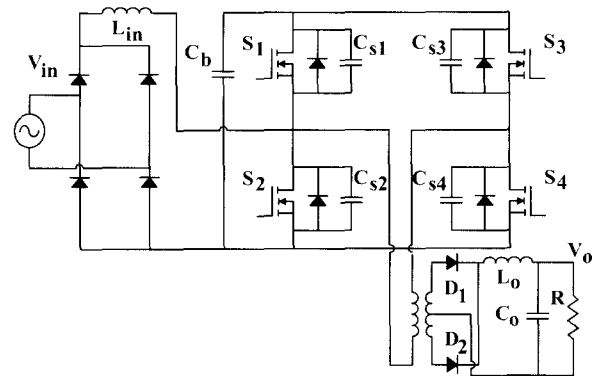 L_in
V_in
C_b
S_1
C_s1
C_s3
S_3
S_2
C_s2
C_s4
S_4
D_1
L_o
V_o
C_o
R
D_2